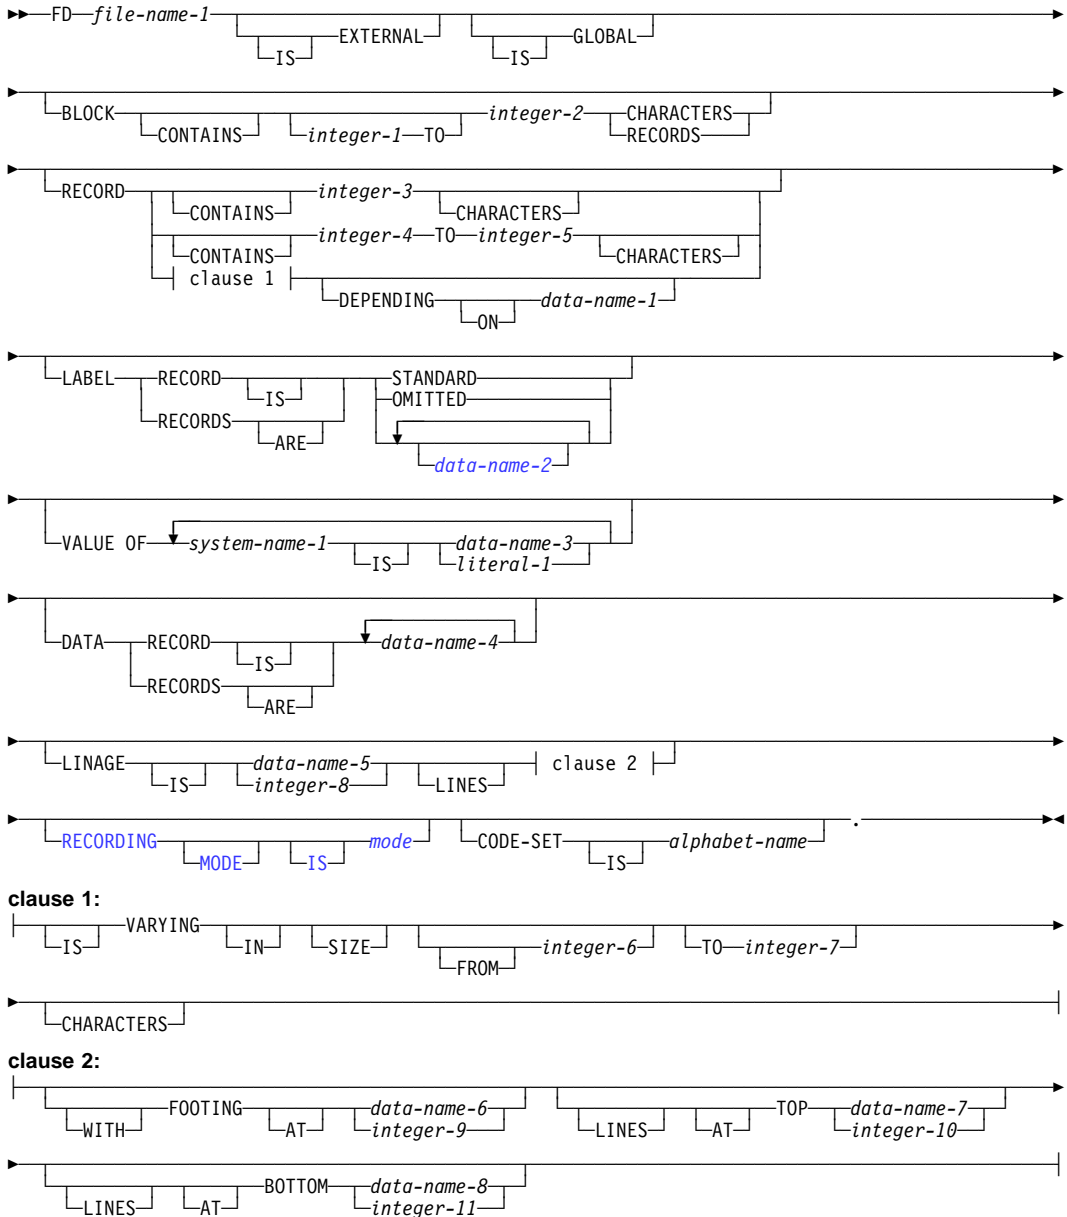 FD file-name-1 EXTERNAL GLOBAL
IS IS
BLOCK integer-2 CHARACTERS
CONTAINS integer-1 TO RECORDS
RECORD integer-3
CONTAINS CHARACTERS
integer-4 TO integer-5
CONTAINS CHARACTERS
clause 1
DEPENDING data-name-1
ON
LABEL RECORD STANDARD
IS OMITTED
RECORDS
ARE
data-name-2
VALUE OF system-name-1 data-name-3
IS literal-1
DATA RECORD data-name-4
IS
RECORDS
ARE
LINAGE data-name-5 clause 2
IS integer-8 LINES
RECORDING mode CODE-SET alphabet-name .
MODE IS IS
clause 1:
VARYING integer-6 TO integer-7
IS IN SIZE FROM
CHARACTERS
clause 2:
FOOTING data-name-6 TOP data-name-7
WITH AT integer-9 LINES AT integer-10
BOTTOM data-name-8
LINES AT integer-11